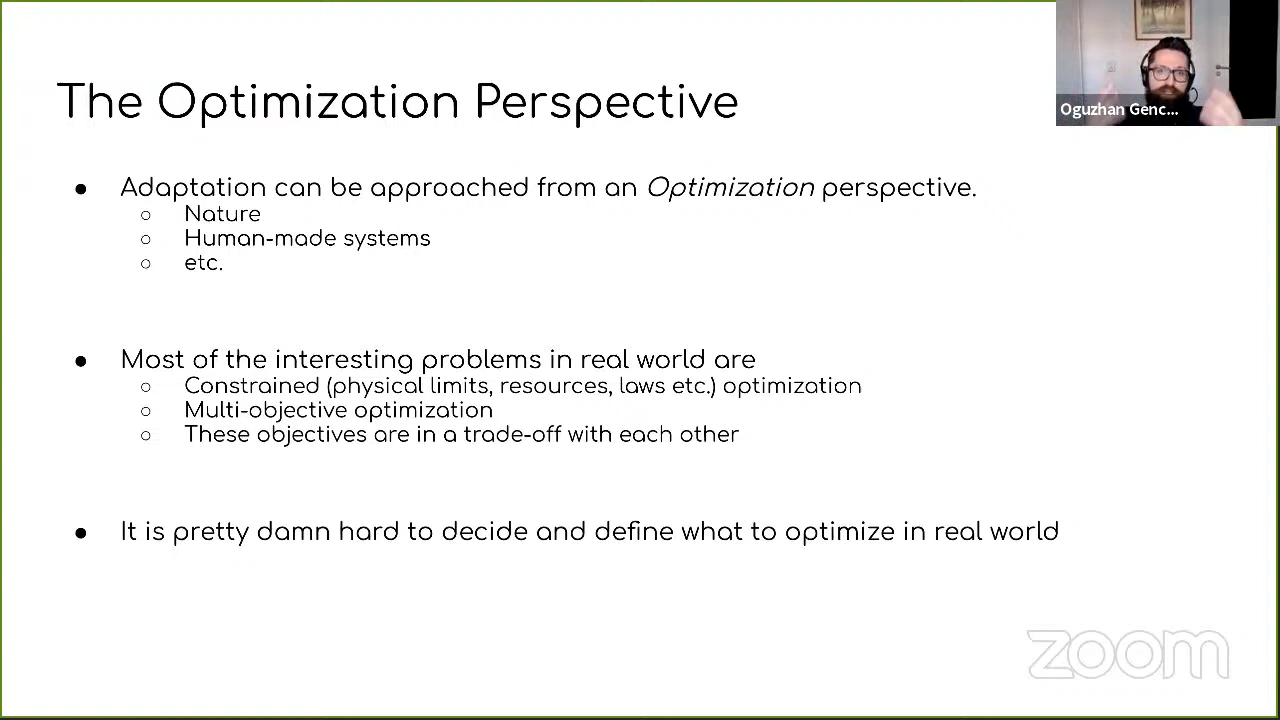 The Optimization Perspective
Oguzhan Genc...
● Adaptation can be approached from an Optimization perspective.
○ Nature
○ Human-made systems
○ etc.
● Most of the interesting problems in real world are
○ Constrained (physical limits, resources, laws etc.) optimization
○ Multi-objective optimization
○ These objectives are in a trade-off with each other
● It is pretty damn hard to decide and define what to optimize in real world
zoom